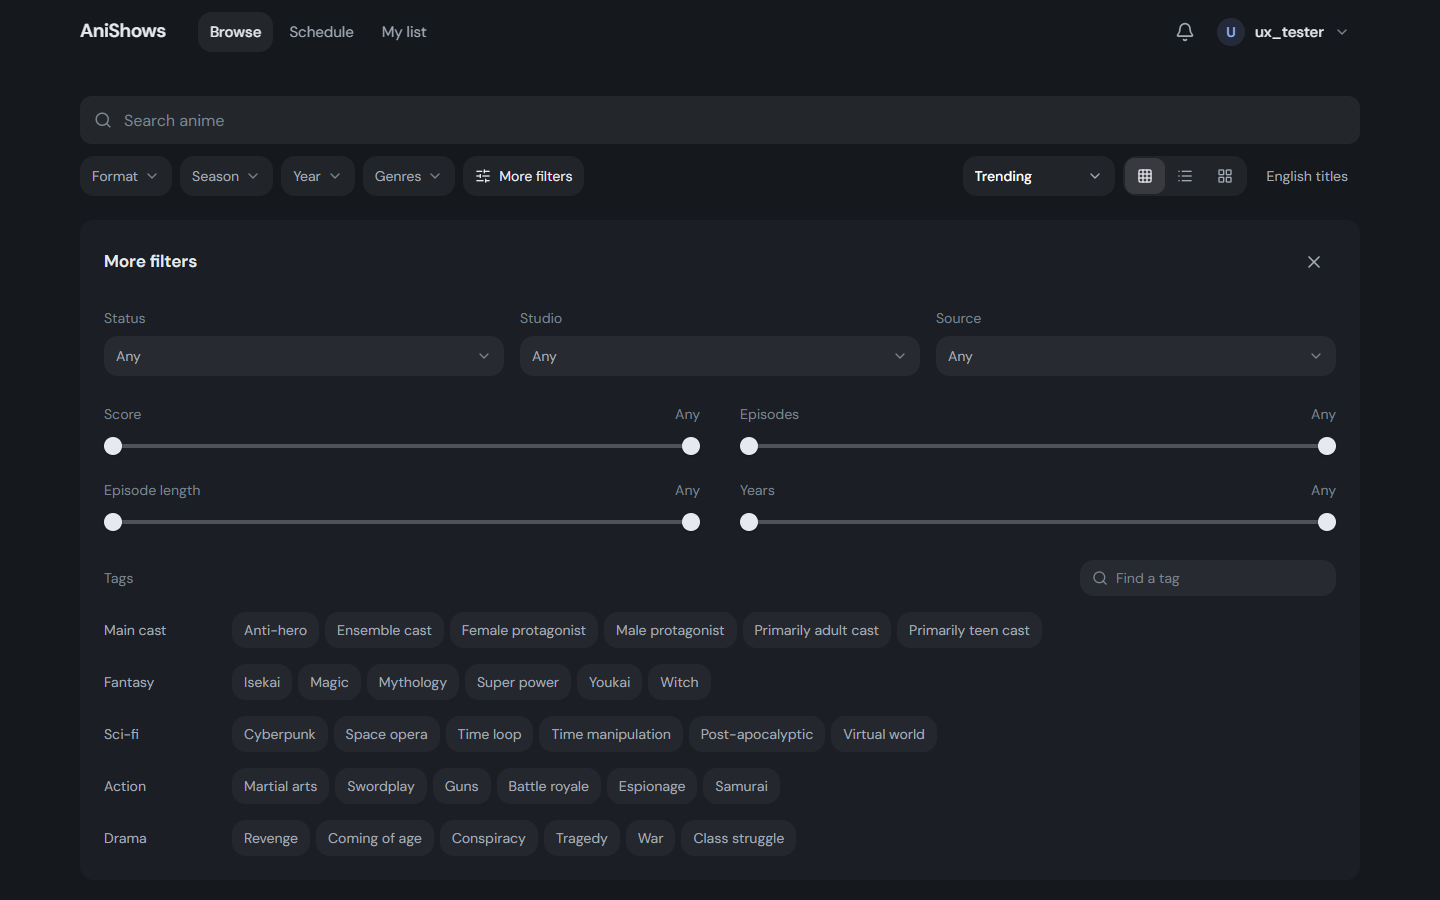 AniShows Browse Schedule My list U ux_tester
Search anime
Format Season Year Genres More filters Trending English titles
More filters
Status Studio Source
Any Any Any
Score Any Episodes Any
Episode length Any Years Any
Tags Find a tag
Main cast Anti-hero Ensemble cast Female protagonist Male protagonist Primarily adult cast Primarily teen cast
Fantasy Isekai Magic Mythology Super power Youkai Witch
Sci-fi Cyberpunk Space opera Time loop Time manipulation Post-apocalyptic Virtual world
Action Martial arts Swordplay Guns Battle royale Espionage Samurai
Drama Revenge Coming of age Conspiracy Tragedy War Class struggle